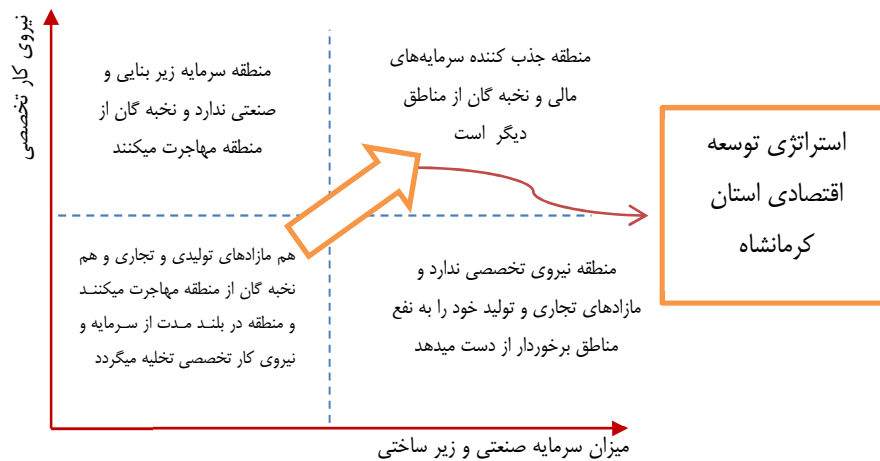 نیروی کار تخصصی
منطقه جذب کننده سرمایه‌های
مالی و نخبه گان از مناطق
دیگر است
منطقه سرمایه زیر بنایی و
صنعتی ندارد و نخبه گان از
منطقه مهاجرت میکنند
استراتژی توسعه
اقتصادی استان
کرمانشاه
منطقه نیروی تخصصی ندارد و
مازادهای تجاری و تولید خود را به نفع
مناطق برخوردار از دست میدهد
هم مازادهای تولیدی و تجاری و هم
نخبه گان از منطقه مهاجرت میکننـد
و منطقه در بلنـد مـدت از سـرمایه و
نیروی کار تخصصی تخلیه میگردد
میزان سرمایه صنعتی و زیر ساختی